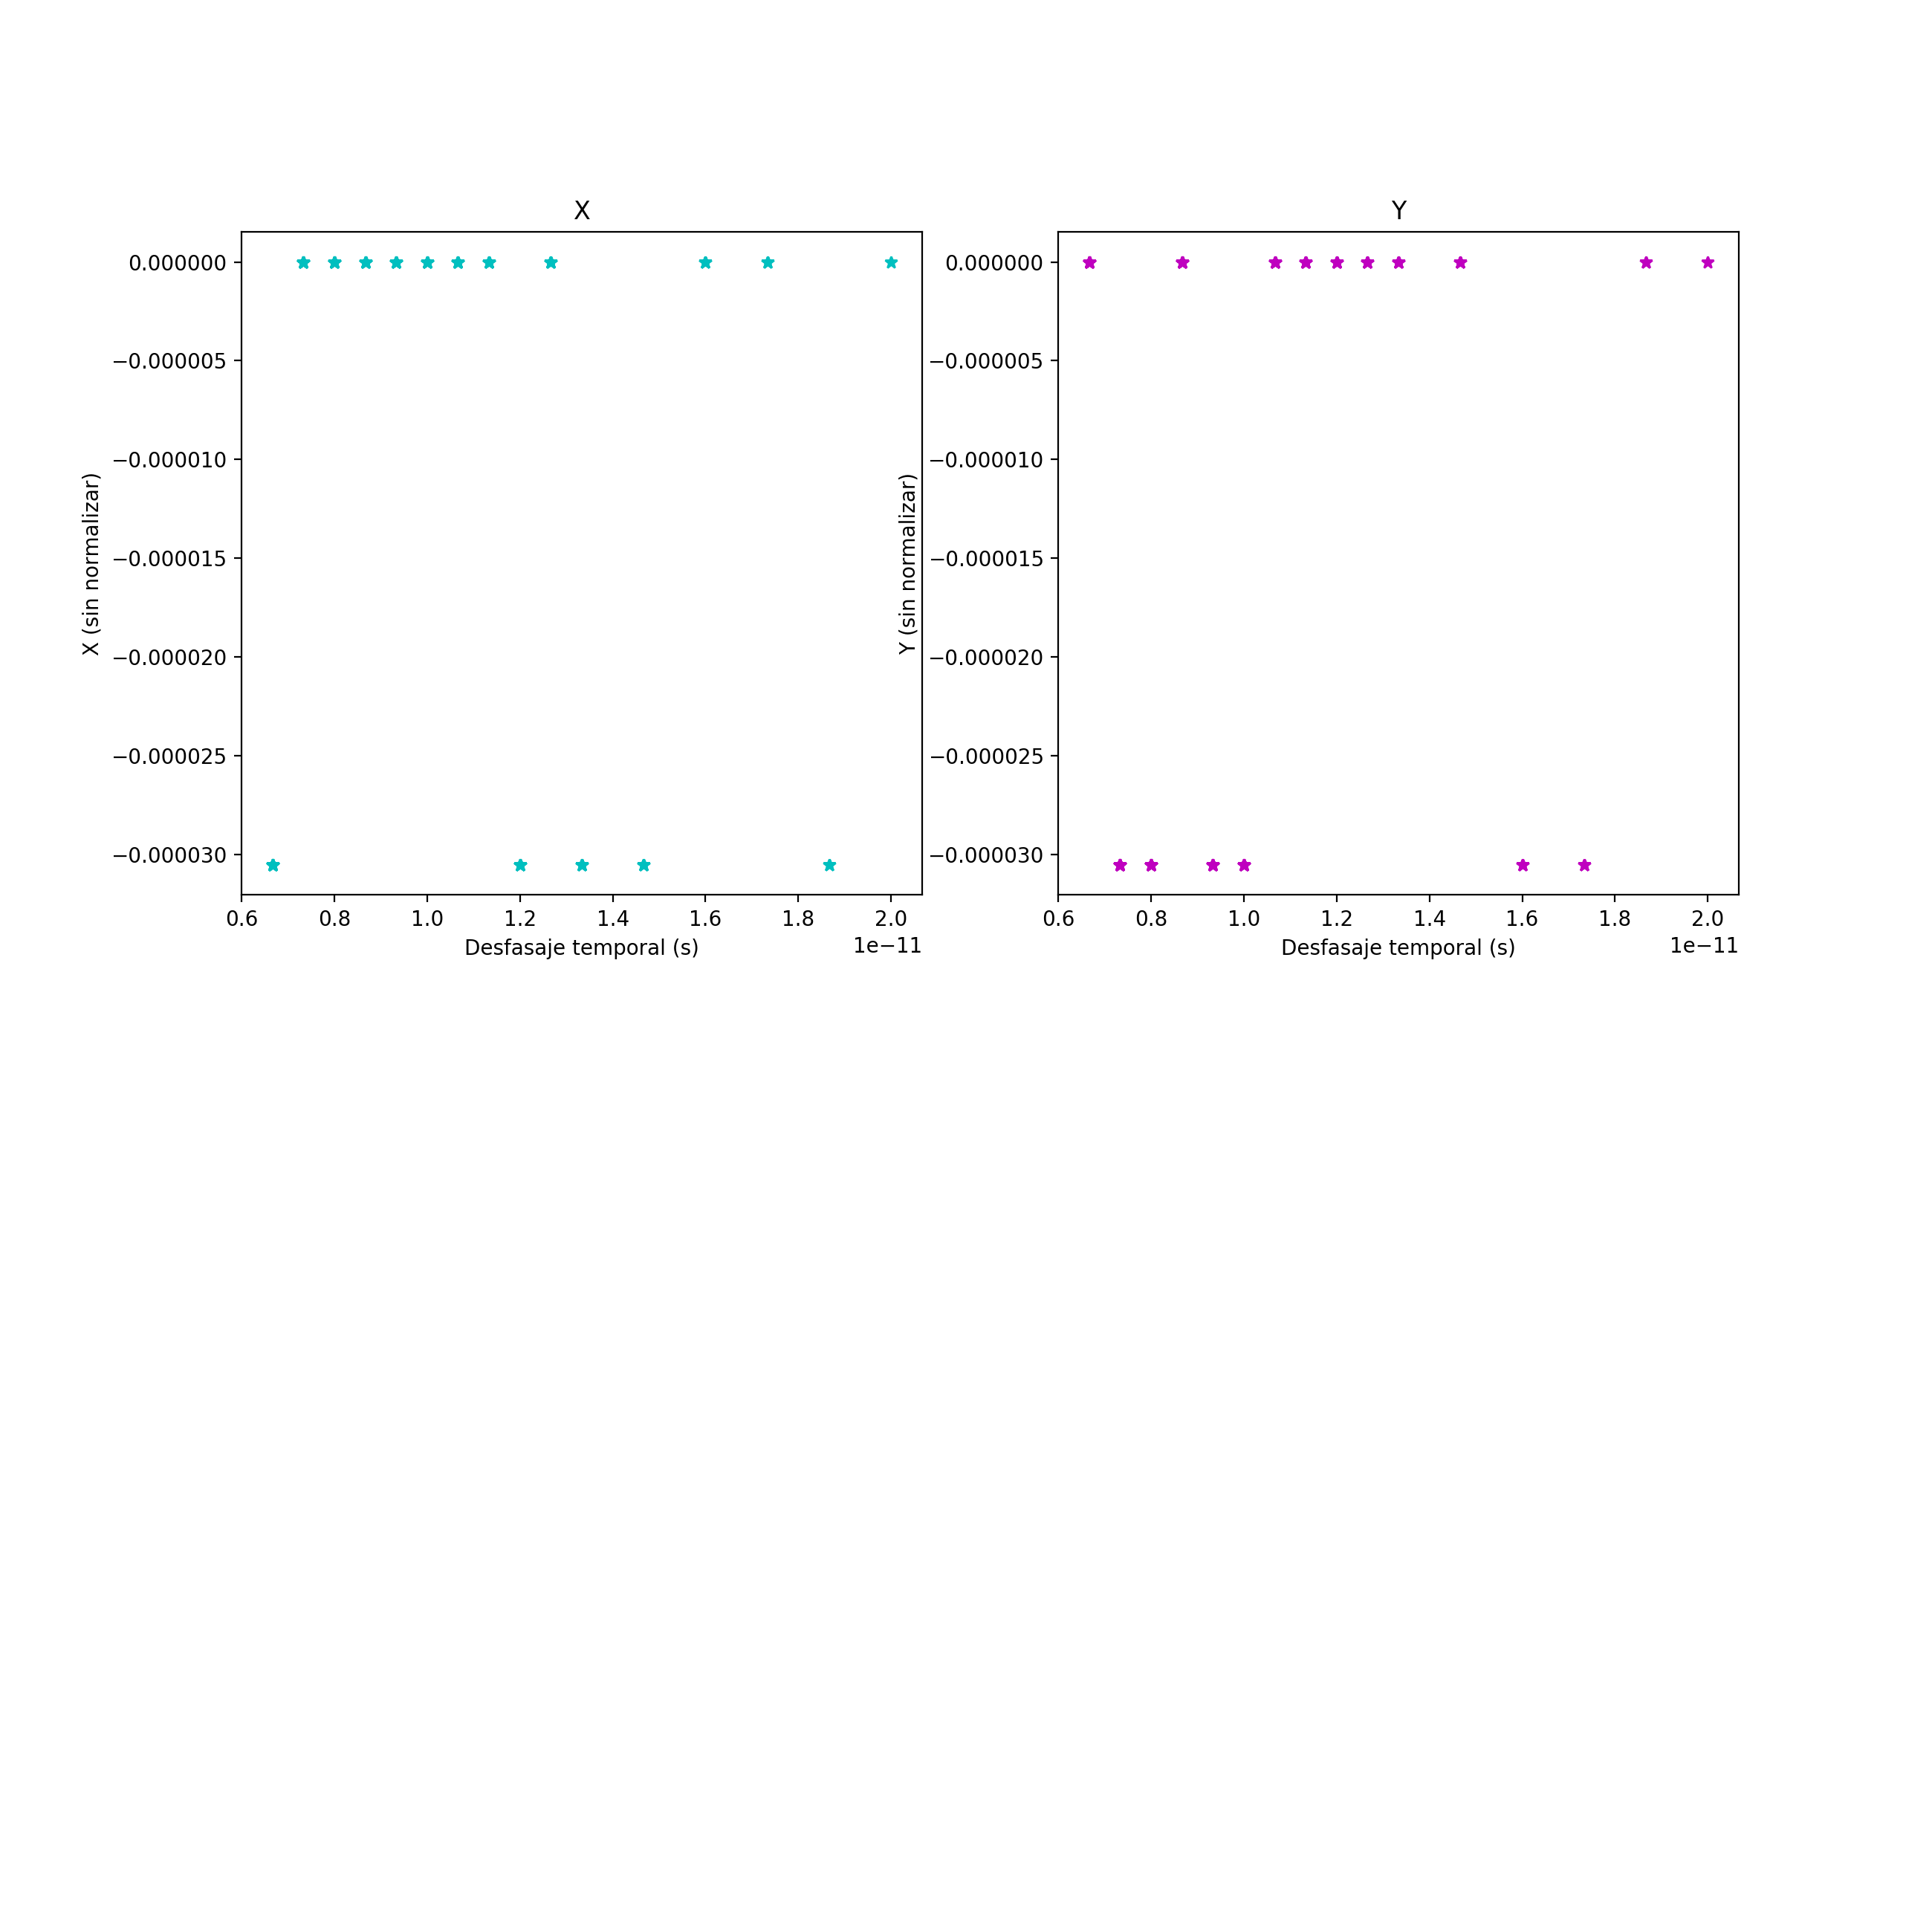 X
0.000000
−0.000005
−0.000010
−0.000015
−0.000020
−0.000025
−0.000030
X (sin normalizar)
0.6 0.8 1.0 1.2 1.4 1.6 1.8 2.0
Desfasaje temporal (s)
1e−11
Y
0.000000
−0.000005
−0.000010
−0.000015
−0.000020
−0.000025
−0.000030
Y (sin normalizar)
0.6 0.8 1.0 1.2 1.4 1.6 1.8 2.0
Desfasaje temporal (s)
1e−11